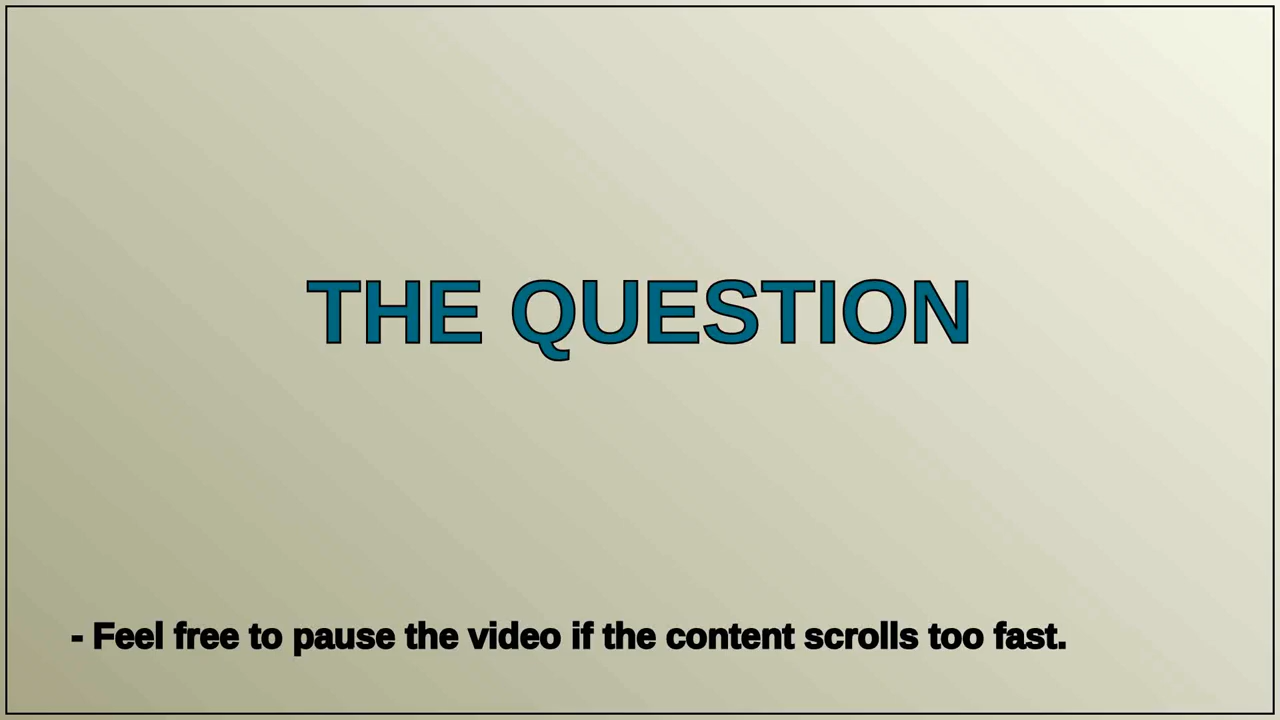 THE QUESTION
- Feel free to pause the video if the content scrolls too fast.